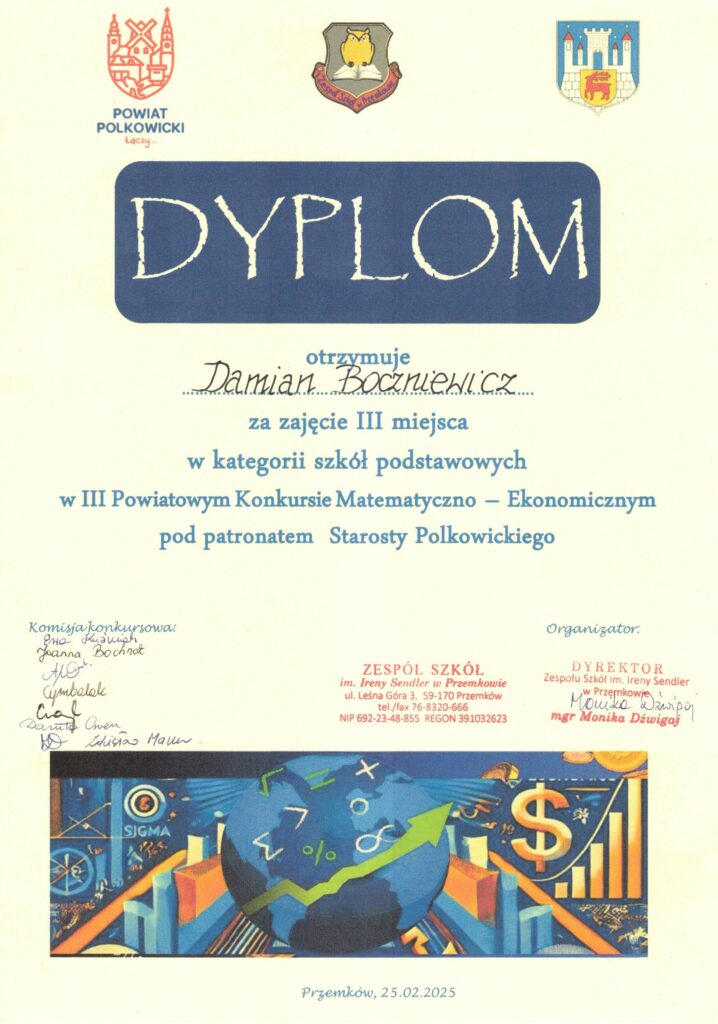 POWIAT
POLKOWICKI
Łączy...
DYPLOM
otrzymuje
Damian Boczniewicz
za zajęcie III miejsca
w kategorii szkół podstawowych
w III Powiatowym Konkursie Matematyczno – Ekonomicznym
pod patronatem Starosty Polkowickiego
Komisja konkursowa:
Joanna Bochnat
Cymbalak
Organizator:
ZESPÓŁ SZKÓŁ
im. Ireny Sendler w Przemkowie
ul. Leśna Góra 3, 59-170 Przemków
tel./fax 76-8320-666
NIP 692-23-48-855 REGON 391032623
DYREKTOR
Zespołu Szkół im. Ireny Sendler
w Przemkowie
Monika Dźwigaj
mgr Monika Dźwigaj
SIGMA
%
$
Przemków, 25.02.2025